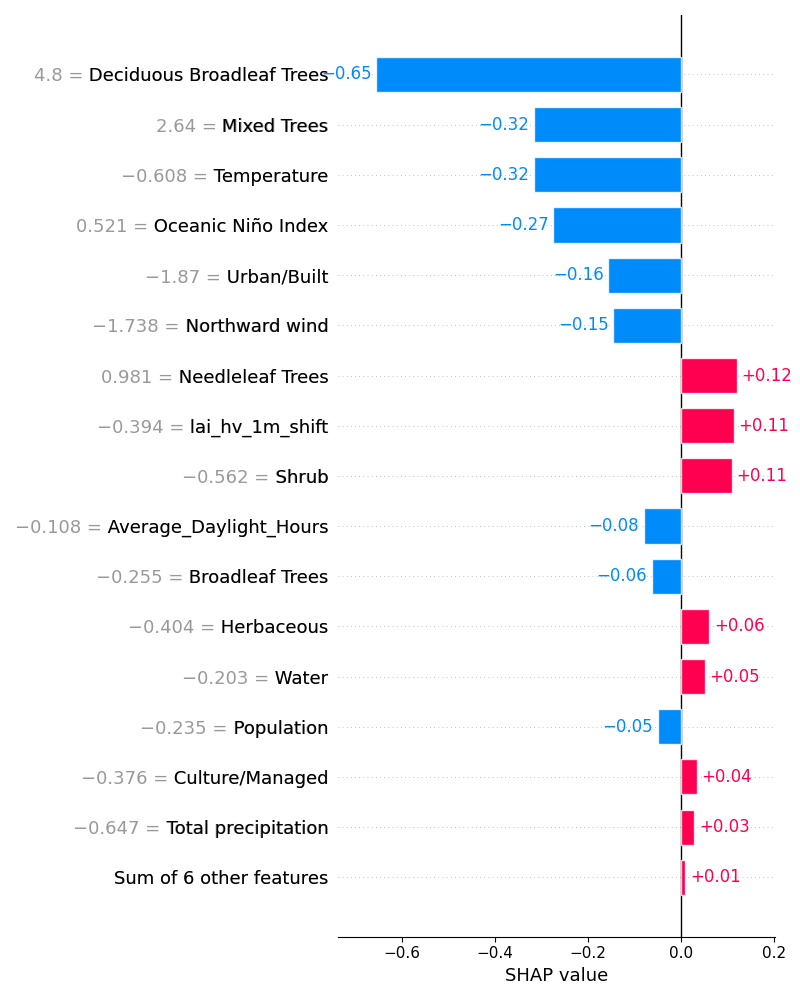 4.8 = Deciduous Broadleaf Trees −0.65
2.64 = Mixed Trees −0.32
−0.608 = Temperature −0.32
0.521 = Oceanic Niño Index −0.27
−1.87 = Urban/Built −0.16
−1.738 = Northward wind −0.15
0.981 = Needleleaf Trees +0.12
−0.394 = lai_hv_1m_shift +0.11
−0.562 = Shrub +0.11
−0.108 = Average_Daylight_Hours −0.08
−0.255 = Broadleaf Trees −0.06
−0.404 = Herbaceous +0.06
−0.203 = Water +0.05
−0.235 = Population −0.05
−0.376 = Culture/Managed +0.04
−0.647 = Total precipitation +0.03
Sum of 6 other features +0.01
−0.6 −0.4 −0.2 0.0 0.2
SHAP value